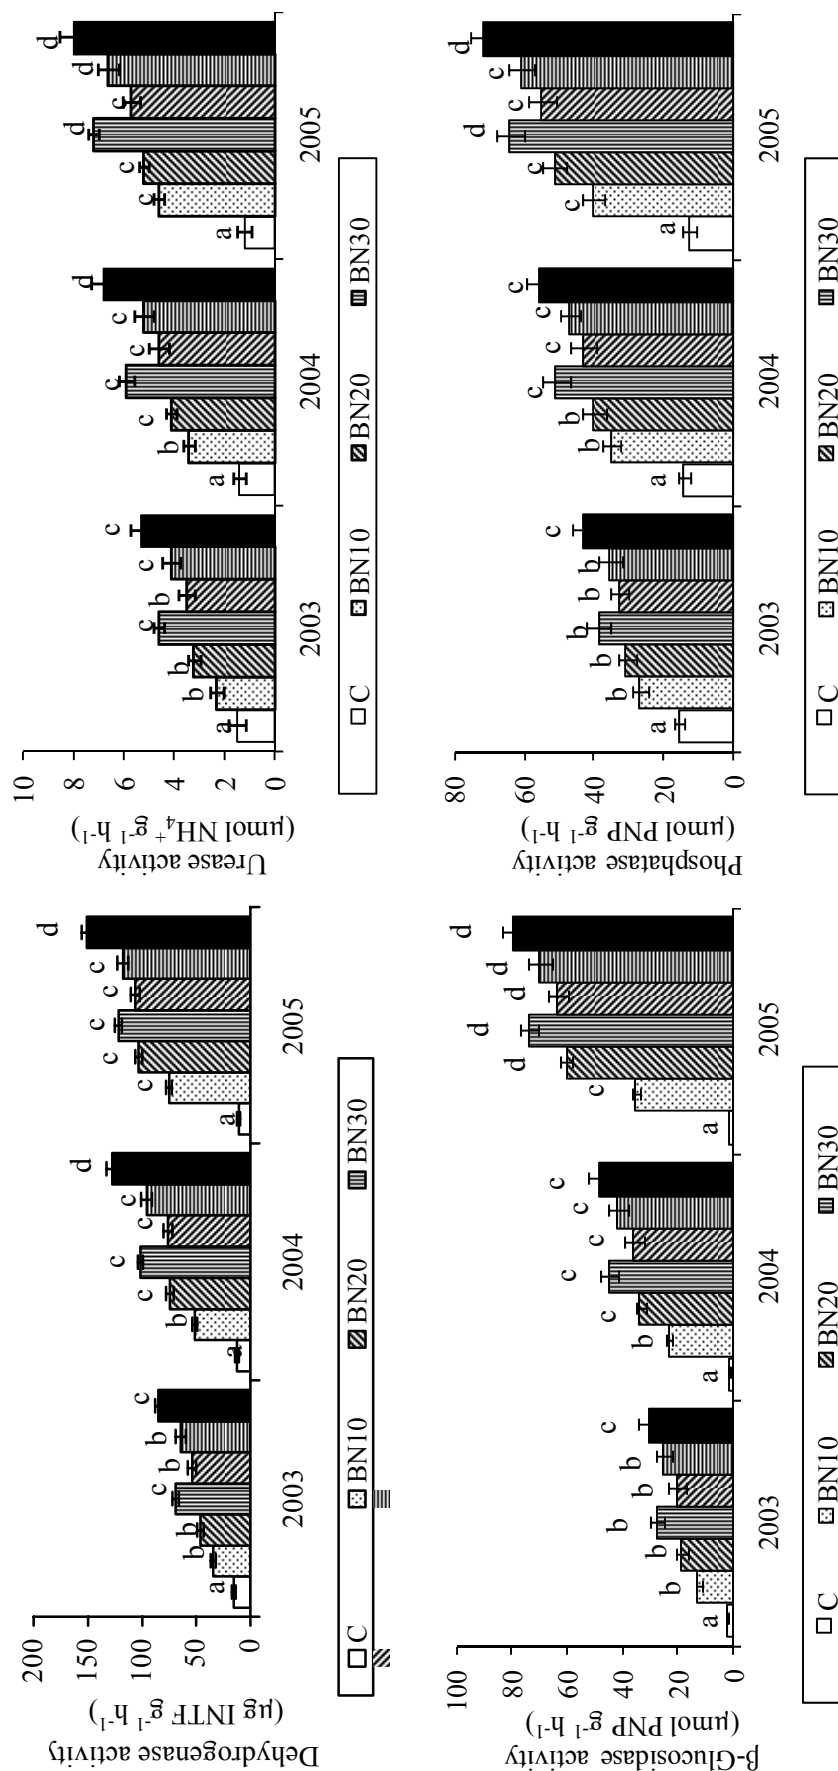 Dehydrogenase activity
(µg INTF g⁻¹ h⁻¹)
200
150
100
50
0
a b b c b b c
a b c c c c d
a c c c c c d
2003 2004 2005
C BN10 BN20 BN30
Urease activity
(µmol NH₄⁺ g⁻¹ h⁻¹)
10
8
6
4
2
0
a b b c b c c
a b c c c c d
a c c d c d d
2003 2004 2005
C BN10 BN20 BN30
β-Glucosidase activity
(µmol PNP g⁻¹ h⁻¹)
100
80
60
40
20
0
a b b b b b c
a b c c c c c
a c d d d d d
2003 2004 2005
C BN10 BN20 BN30
Phosphatase activity
(µmol PNP g⁻¹ h⁻¹)
80
60
40
20
0
a b b b b b c
a b b c c c c
a c c d c c d
2003 2004 2005
C BN10 BN20 BN30